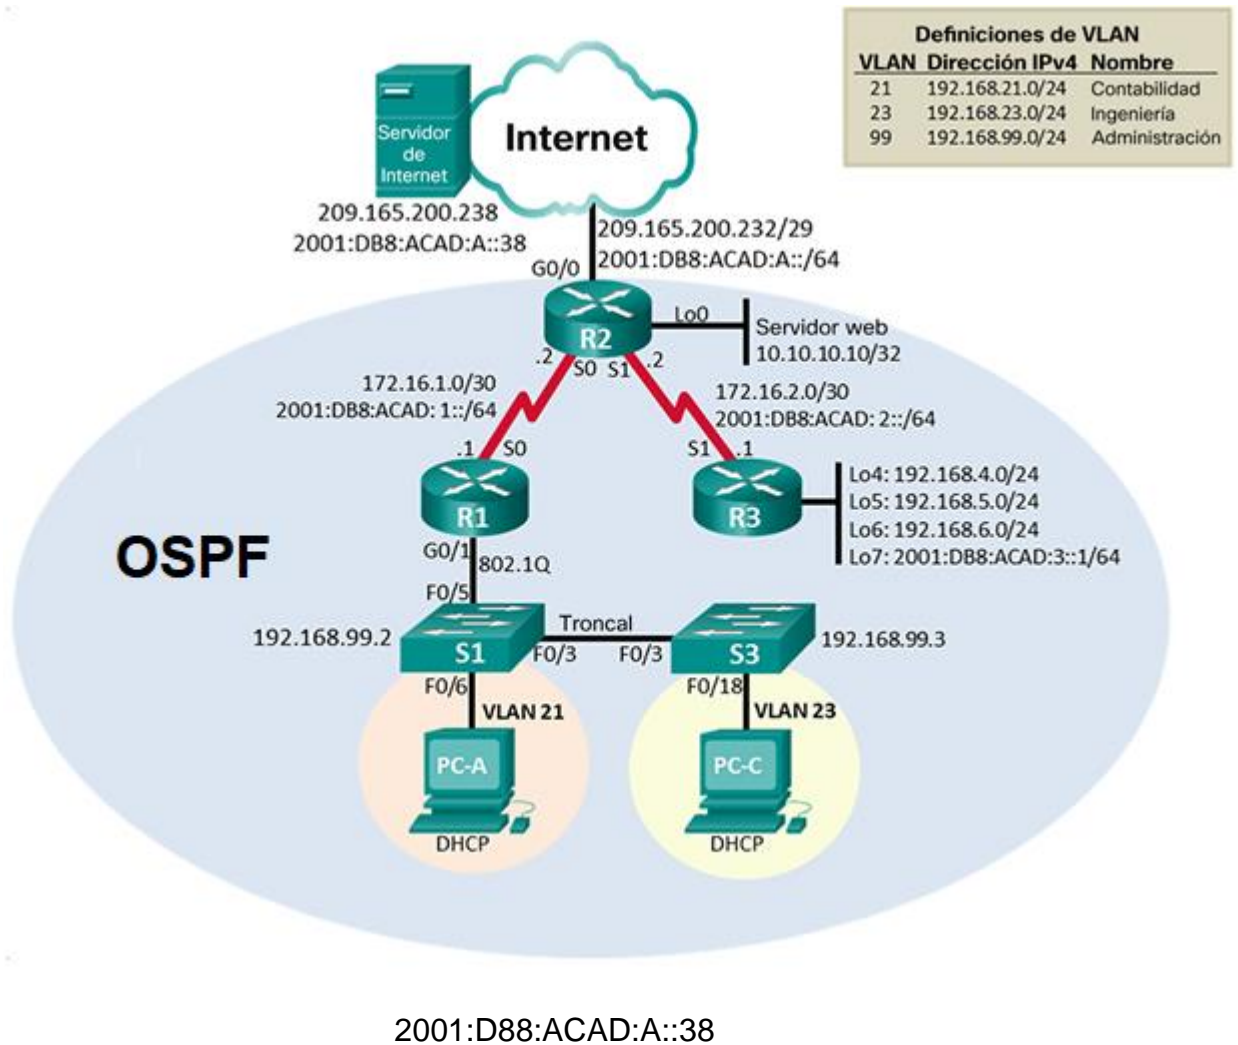 Definiciones de VLAN
VLAN Dirección IPv4 Nombre
21 192.168.21.0/24 Contabilidad
23 192.168.23.0/24 Ingeniería
99 192.168.99.0/24 Administración
Servidor
de
Internet
Internet
209.165.200.238
2001:DB8:ACAD:A::38
209.165.200.232/29
2001:DB8:ACAD:A::/64
G0/0
R2
Lo0
Servidor web
10.10.10.10/32
.2
S0
S1
.2
172.16.1.0/30
2001:DB8:ACAD: 1::/64
172.16.2.0/30
2001:DB8:ACAD: 2::/64
.1
S0
S1
.1
R1
R3
Lo4: 192.168.4.0/24
Lo5: 192.168.5.0/24
Lo6: 192.168.6.0/24
Lo7: 2001:DB8:ACAD:3::1/64
OSPF
G0/1
802.1Q
F0/5
192.168.99.2
S1
Troncal
F0/3
F0/3
S3
192.168.99.3
F0/6
VLAN 21
F0/18
VLAN 23
PC-A
PC-C
DHCP
DHCP
2001:D88:ACAD:A::38